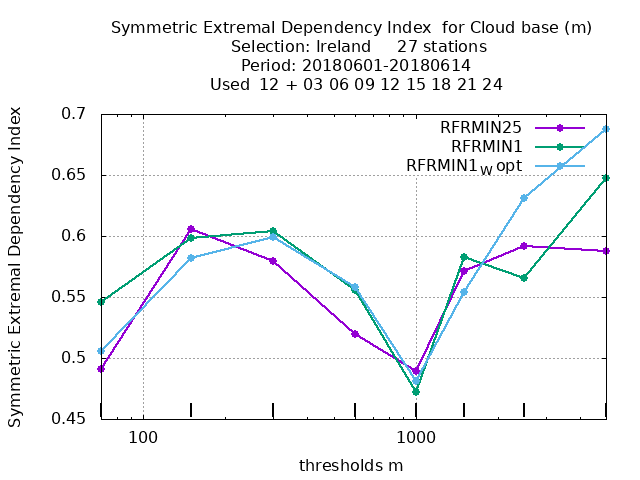 Symmetric Extremal Dependency Index for Cloud base (m)
Selection: Ireland 27 stations
Period: 20180601-20180614
Used 12 + 03 06 09 12 15 18 21 24
Symmetric Extremal Dependency Index
0.7
0.65
0.6
0.55
0.5
0.45
RFRMIN25
RFRMIN1
RFRMIN1W opt
100
1000
thresholds m